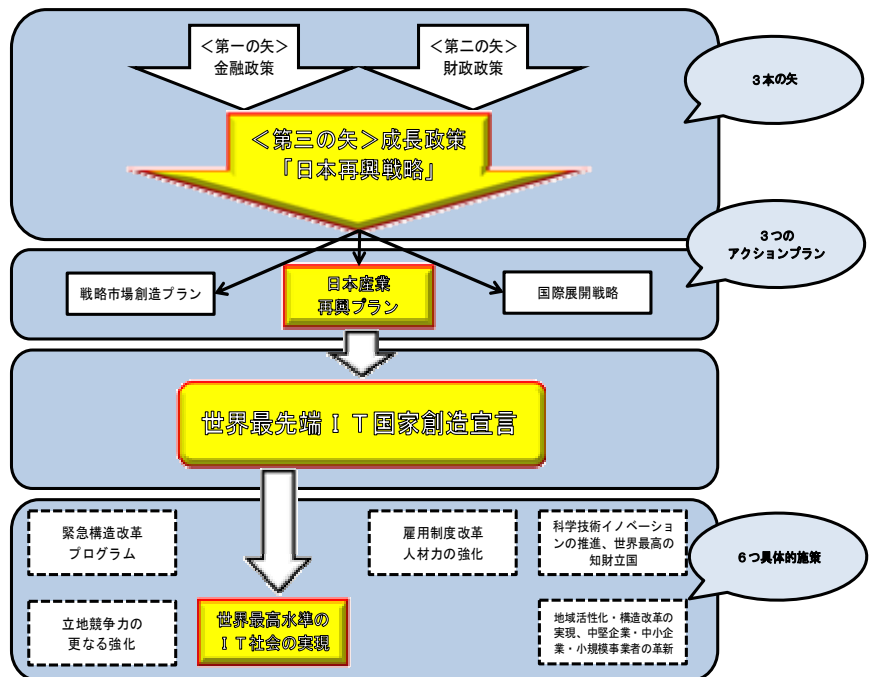 ＜第一の矢＞
金融政策
＜第二の矢＞
財政政策
３本の矢
＜第三の矢＞成長政策
「日本再興戦略」
３つの
アクションプラン
戦略市場創造プラン
日本産業
再興プラン
国際展開戦略
世界最先端ＩＴ国家創造宣言
緊急構造改革
プログラム
雇用制度改革
人材力の強化
科学技術イノベーショ
ンの推進、世界最高の
知財立国
６つ具体的施策
立地競争力の
更なる強化
世界最高水準の
ＩＴ社会の実現
地域活性化・構造改革の
実現、中堅企業・中小企
業・小規模事業者の革新